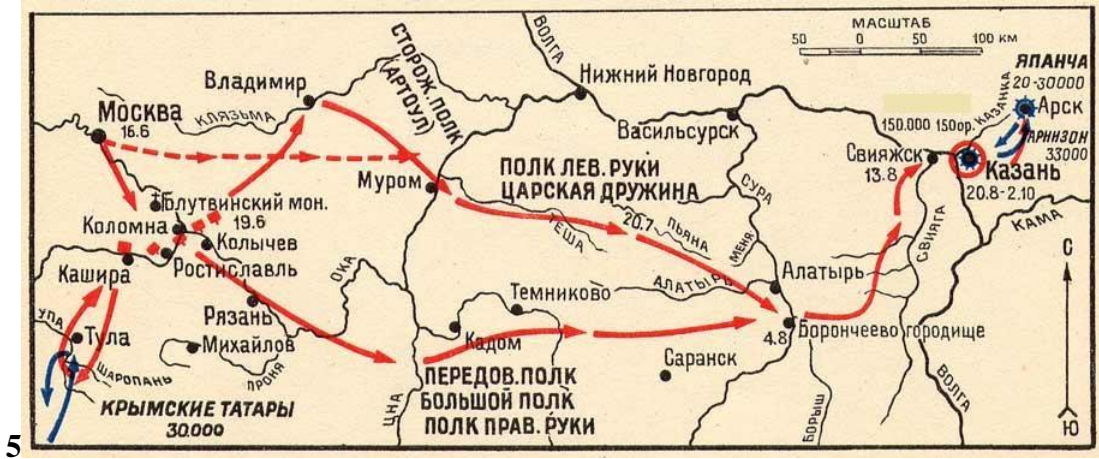 МАСШТАБ
50 0 50 100 КМ
ВОЛГА
СТОРОЖ. ПОЛК
(АРТОУЛ)
Нижний Новгород
ЯПАНЧА
20-30000
Владимир
КАЗАНКА
Арск
Москва
16.6
КЛЯЗЬМА
Васильсурск
150.000 150ор.
ГАРНИЗОН
33000
Свияжск
13.8
Казань
20.8-2.10
ПОЛК ЛЕВ. РУКИ
ЦАРСКАЯ ДРУЖИНА
Муром
СУРА
Блутвинский мон.
19.6
Коломна
Колычев
20.7
ТЕША
ПЬЯНА
МЕНЯ
СВИЯГА
КАМА
С
Кашира
Ростиславль
ОКА
Темниково
АЛАТЫРЬ
Алатырь
УПА
Тула
Рязань
Михайлов
Кадом
4.8
Борончеево городище
Саранск
ШАРОПАНЬ
ПРОНЯ
ПЕРЕДОВ. ПОЛК
БОЛЬШОЙ ПОЛК
ПОЛК ПРАВ. РУКИ
КРЫМСКИЕ ТАТАРЫ
30.000
ЦНА
БОРЫШ
ВОЛГА
Ю
5